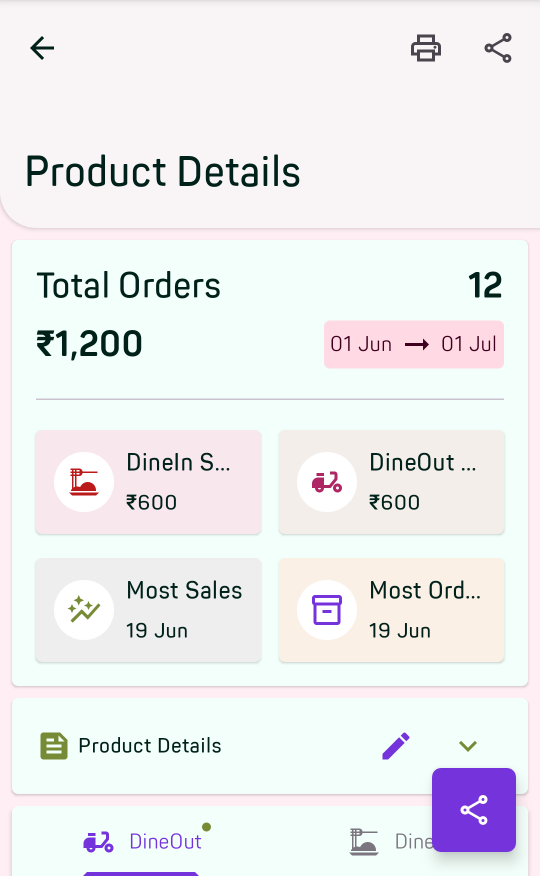 Product Details
Total Orders
12
₹1,200
01 Jun → 01 Jul
DineIn S...
₹600
DineOut ...
₹600
Most Sales
19 Jun
Most Ord...
19 Jun
Product Details
DineOut
Dine